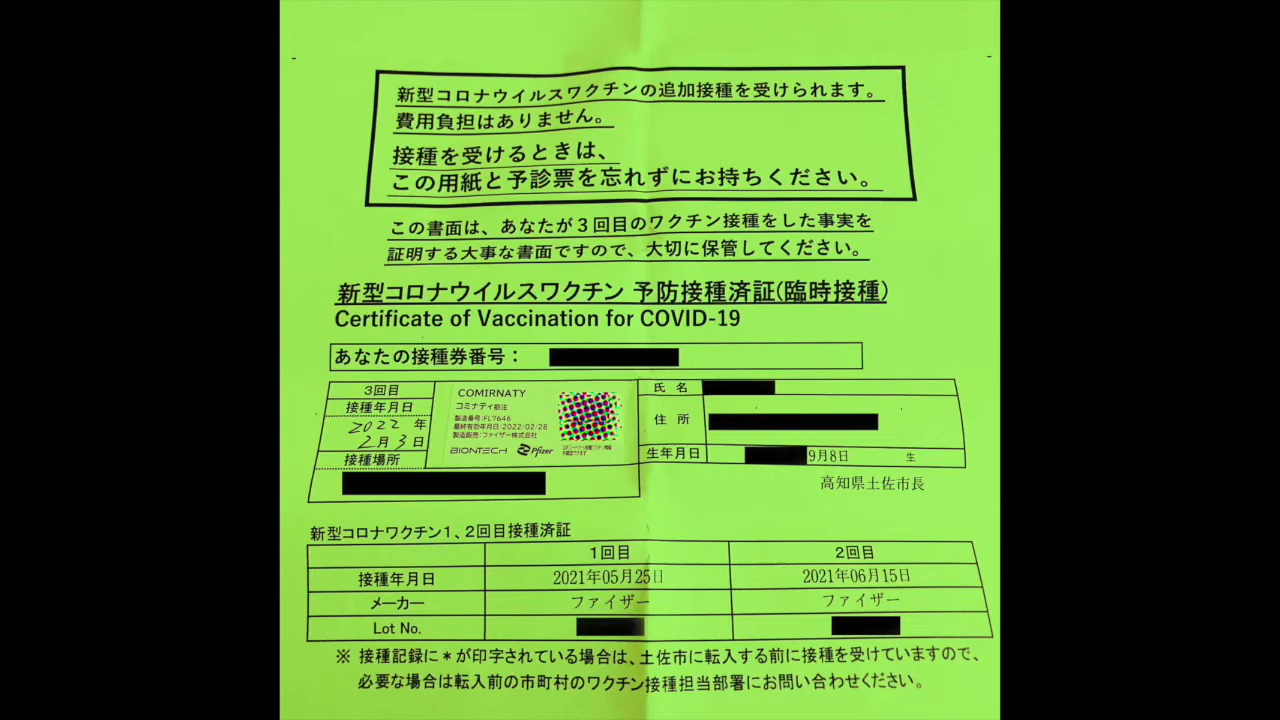 新型コロナウイルスワクチンの追加接種を受けられます。
費用負担はありません。
接種を受けるときは、
この用紙と予診票を忘れずにお持ちください。
この書面は、あなたが３回目のワクチン接種をした事実を
証明する大事な書面ですので、大切に保管してください。
新型コロナウイルスワクチン 予防接種済証(臨時接種)
Certificate of Vaccination for COVID-19
あなたの接種券番号：
３回目
接種年月日
2022 年
2月 3日
接種場所
COMIRNATY
コミナティ筋注
製造番号:FL7646
最終有効年月日:2022/02/28
製造販売:ファイザー株式会社
BIONTECH Pfizer
氏 名
住 所
生年月日 9月8日 生
高知県土佐市長
新型コロナワクチン１、２回目接種済証
１回目 ２回目
接種年月日 2021年05月25日 2021年06月15日
メーカー ファイザー ファイザー
Lot No.
※ 接種記録に＊が印字されている場合は、土佐市に転入する前に接種を受けていますので、
必要な場合は転入前の市町村のワクチン接種担当部署にお問い合わせください。